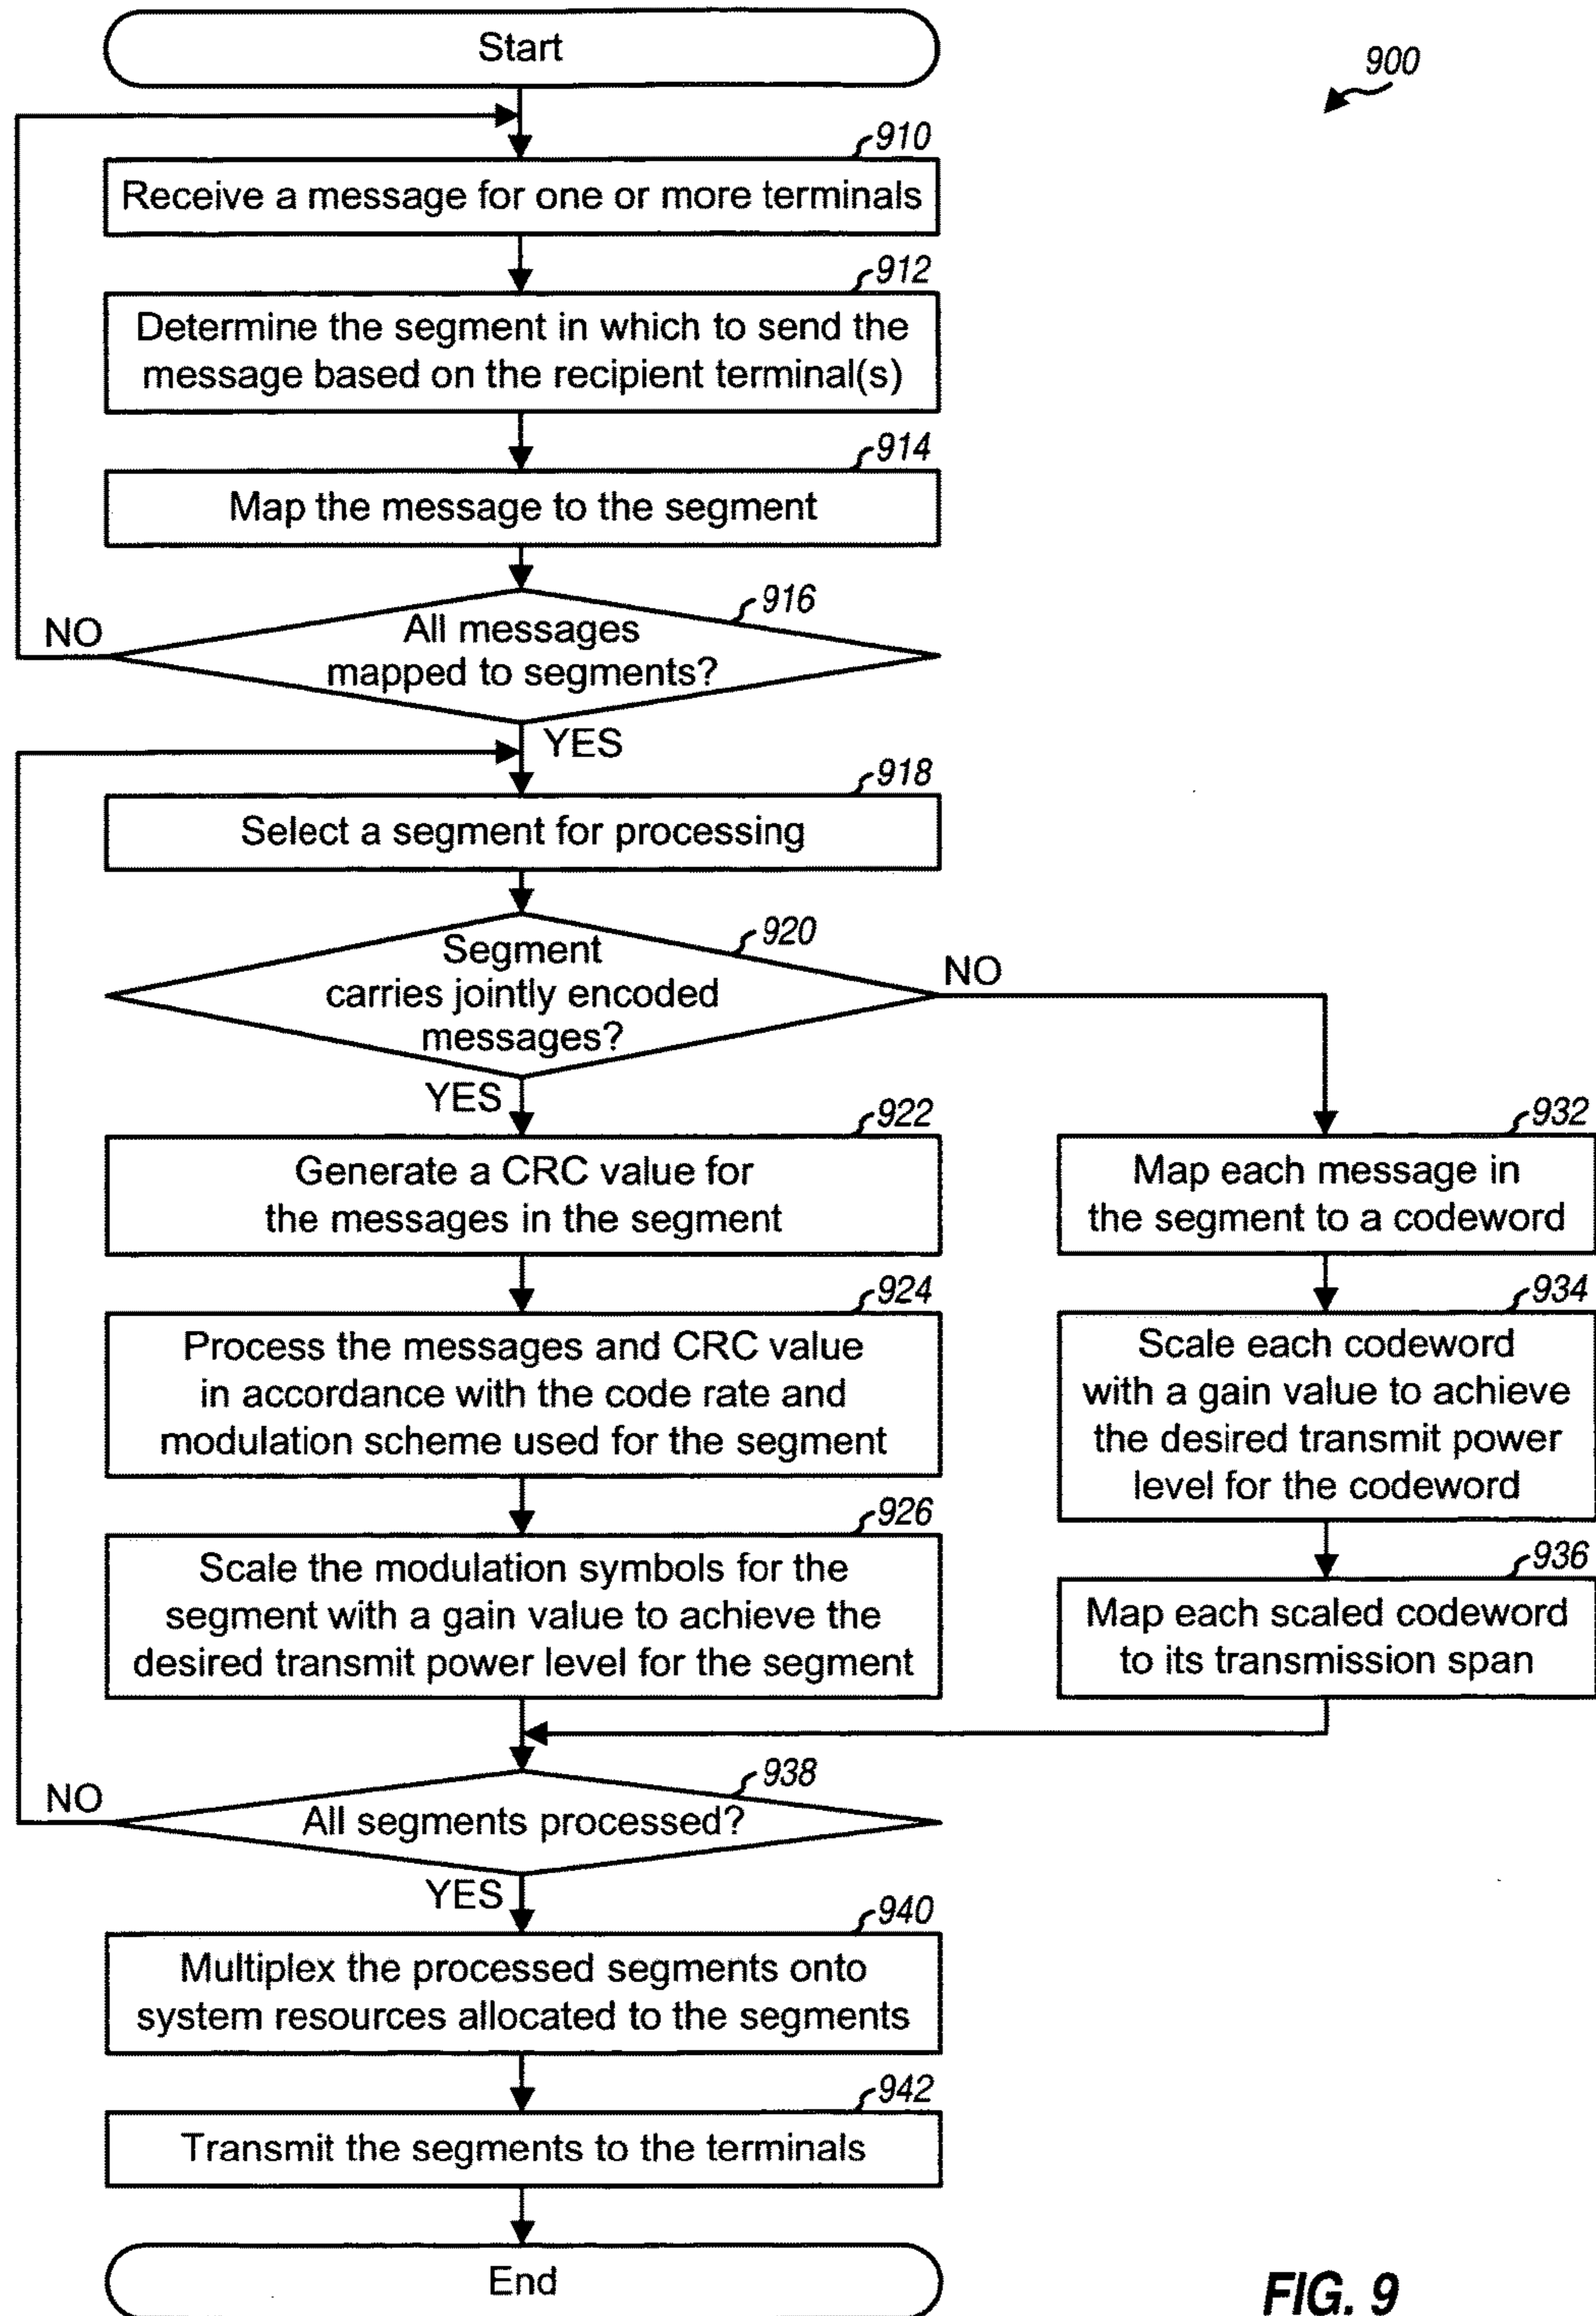 Start
900
910
Receive a message for one or more terminals
912
Determine the segment in which to send the
message based on the recipient terminal(s)
914
Map the message to the segment
916
All messages
mapped to segments?
NO
YES
918
Select a segment for processing
920
Segment
carries jointly encoded
messages?
NO
YES
922
Generate a CRC value for
the messages in the segment
924
Process the messages and CRC value
in accordance with the code rate and
modulation scheme used for the segment
926
Scale the modulation symbols for the
segment with a gain value to achieve the
desired transmit power level for the segment
932
Map each message in
the segment to a codeword
934
Scale each codeword
with a gain value to achieve
the desired transmit power
level for the codeword
936
Map each scaled codeword
to its transmission span
938
All segments processed?
NO
YES
940
Multiplex the processed segments onto
system resources allocated to the segments
942
Transmit the segments to the terminals
End
FIG. 9